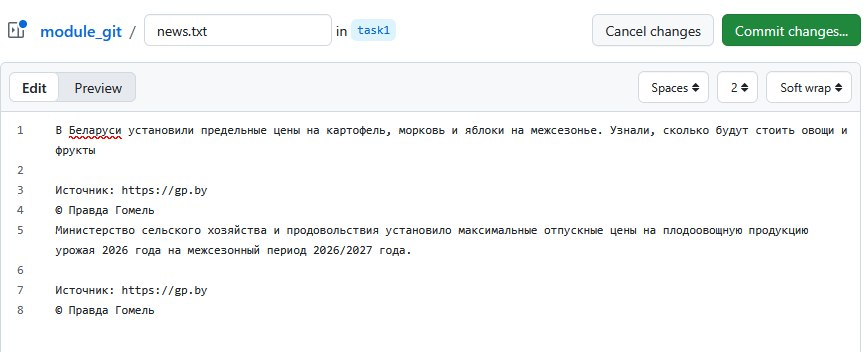 module_git / news.txt in task1 Cancel changes Commit changes...
Edit Preview Spaces 2 Soft wrap
1 В Беларуси установили предельные цены на картофель, морковь и яблоки на межсезонье. Узнали, сколько будут стоить овощи и
фрукты
2
3 Источник: https://gp.by
4 © Правда Гомель
5 Министерство сельского хозяйства и продовольствия установило максимальные отпускные цены на плодоовощную продукцию
урожая 2026 года на межсезонный период 2026/2027 года.
6
7 Источник: https://gp.by
8 © Правда Гомель